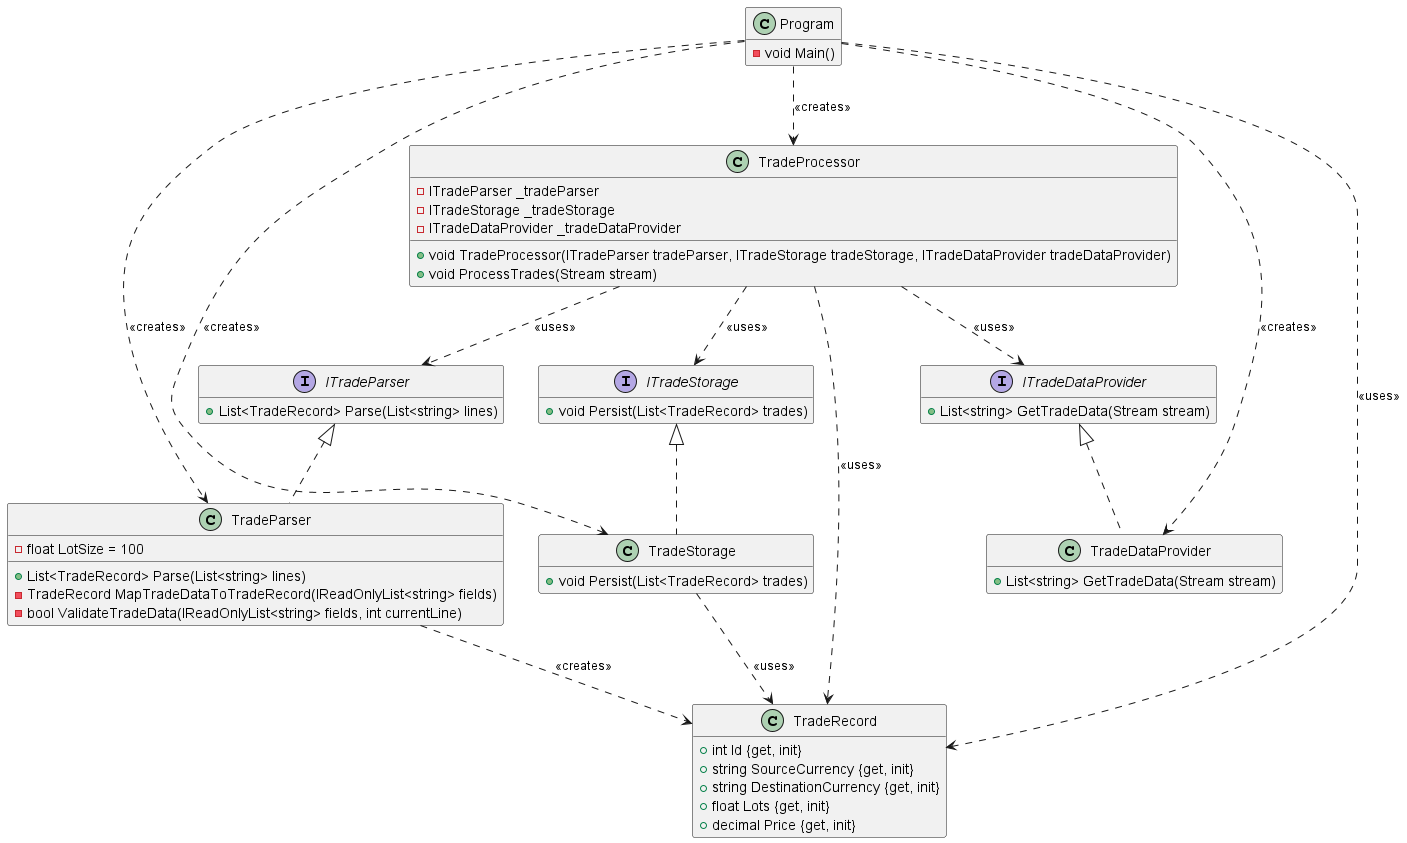 C Program
void Main()
«creates»
C TradeProcessor
ITradeParser _tradeParser
ITradeStorage _tradeStorage
ITradeDataProvider _tradeDataProvider
void TradeProcessor(ITradeParser tradeParser, ITradeStorage tradeStorage, ITradeDataProvider tradeDataProvider)
void ProcessTrades(Stream stream)
«creates»
«creates»
«uses»
«uses»
«uses»
«creates»
«uses»
I ITradeParser
List<TradeRecord> Parse(List<string> lines)
I ITradeStorage
void Persist(List<TradeRecord> trades)
I ITradeDataProvider
List<string> GetTradeData(Stream stream)
«uses»
C TradeParser
float LotSize = 100
List<TradeRecord> Parse(List<string> lines)
TradeRecord MapTradeDataToTradeRecord(IReadOnlyList<string> fields)
bool ValidateTradeData(IReadOnlyList<string> fields, int currentLine)
C TradeStorage
void Persist(List<TradeRecord> trades)
C TradeDataProvider
List<string> GetTradeData(Stream stream)
«creates»
«uses»
C TradeRecord
int Id {get, init}
string SourceCurrency {get, init}
string DestinationCurrency {get, init}
float Lots {get, init}
decimal Price {get, init}